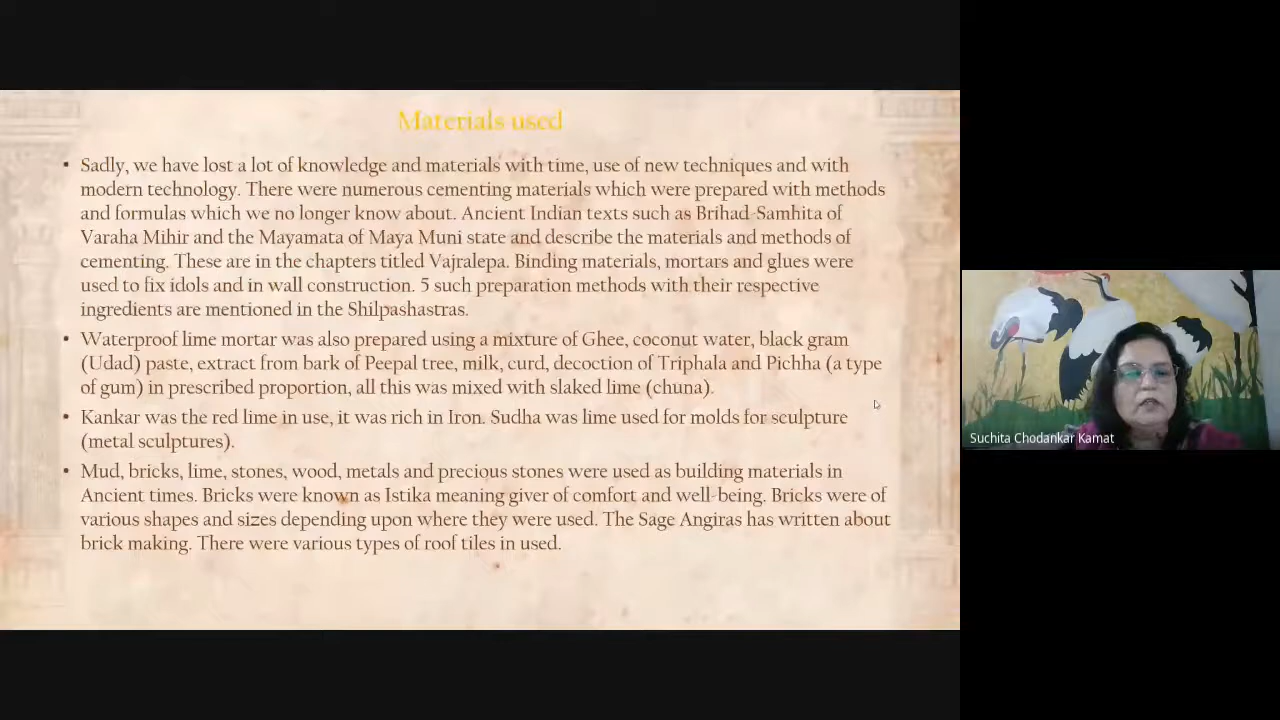 Materials used
• Sadly, we have lost a lot of knowledge and materials with time, use of new techniques and with
modern technology. There were numerous cementing materials which were prepared with methods
and formulas which we no longer know about. Ancient Indian texts such as Brihad-Samhita of
Varaha Mihir and the Mayamata of Maya Muni state and describe the materials and methods of
cementing. These are in the chapters titled Vajralepa. Binding materials, mortars and glues were
used to fix idols and in wall construction. 5 such preparation methods with their respective
ingredients are mentioned in the Shilpashastras.
• Waterproof lime mortar was also prepared using a mixture of Ghee, coconut water, black gram
(Udad) paste, extract from bark of Peepal tree, milk, curd, decoction of Triphala and Pichha (a type
of gum) in prescribed proportion, all this was mixed with slaked lime (chuna).
• Kankar was the red lime in use, it was rich in Iron. Sudha was lime used for molds for sculpture
(metal sculptures).
• Mud, bricks, lime, stones, wood, metals and precious stones were used as building materials in
Ancient times. Bricks were known as Istika meaning giver of comfort and well-being. Bricks were of
various shapes and sizes depending upon where they were used. The Sage Angiras has written about
brick making. There were various types of roof tiles in used.
Suchita Chodankar Kamat